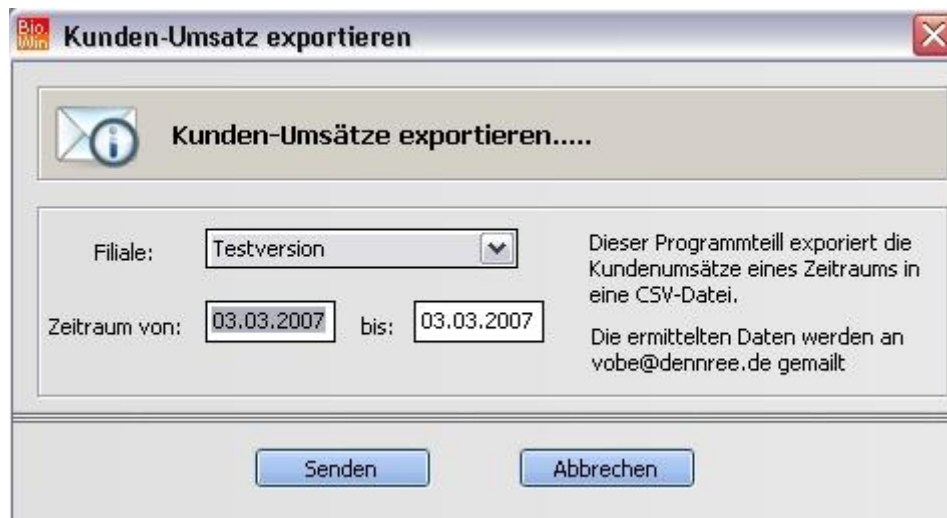 Bio Win Kunden-Umsatz exportieren
Kunden-Umsätze exportieren.....
Filiale: Testversion
Zeitraum von: 03.03.2007 bis: 03.03.2007
Dieser Programmteill exportiert die
Kundenumsätze eines Zeitraums in
eine CSV-Datei.
Die ermittelten Daten werden an
vobe@dennree.de gemailt
Senden Abbrechen